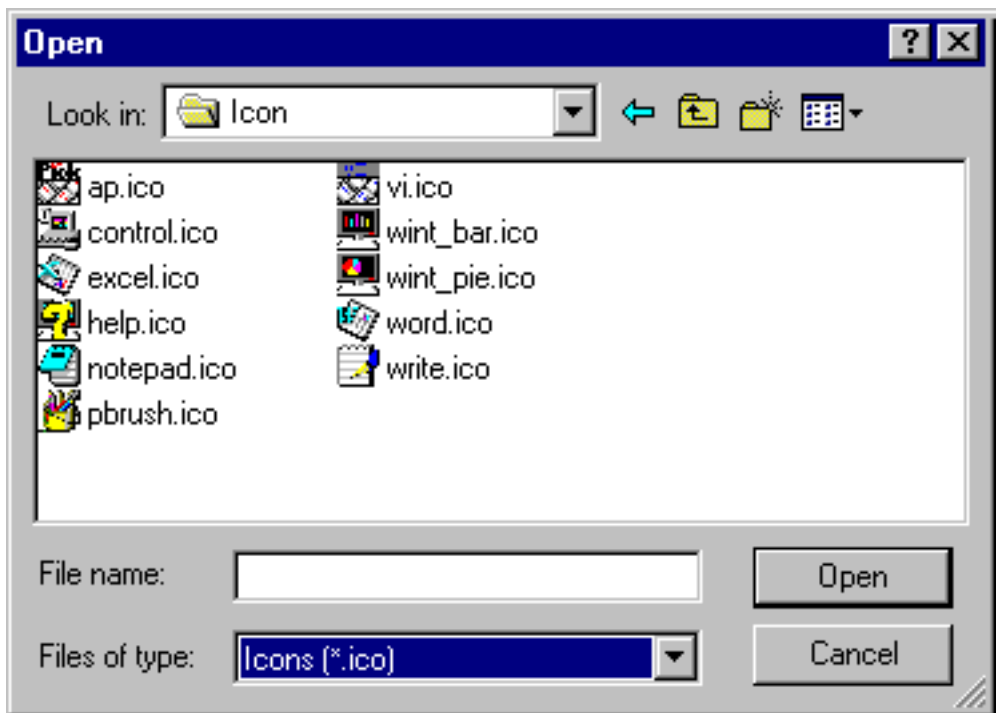 Open
Look in: Icon
Pick
ap.ico
control.ico
excel.ico
help.ico
notepad.ico
pbrush.ico
vi.ico
wint_bar.ico
wint_pie.ico
word.ico
write.ico
File name:
Open
Files of type: Icons (*.ico)
Cancel